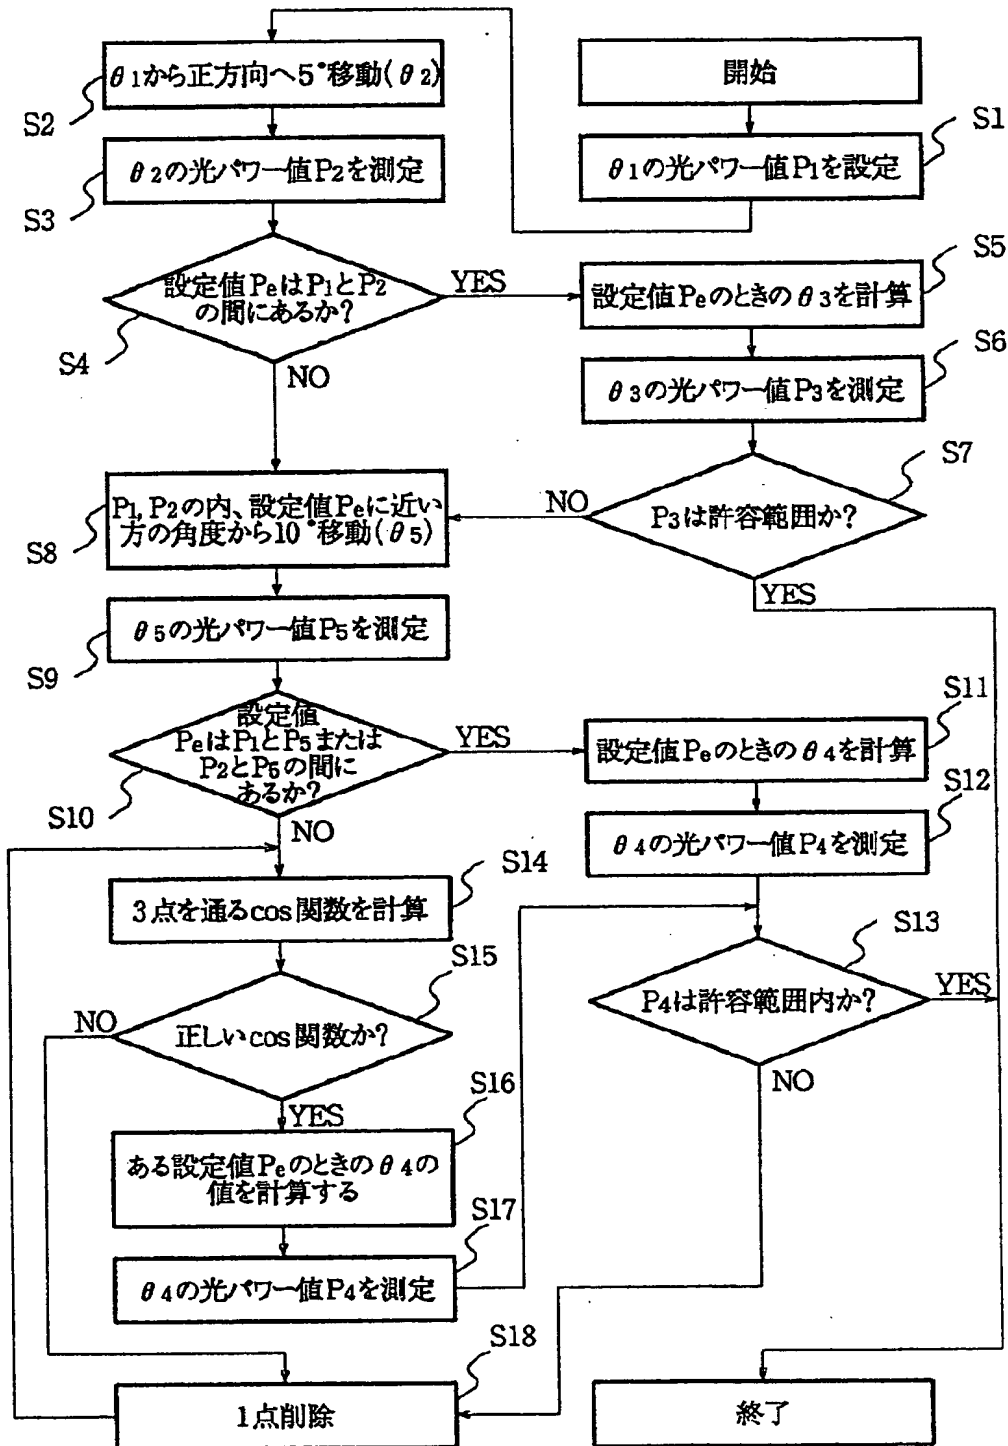 開始
S1
θ1の光パワー値P1を設定
θ1から正方向へ5°移動(θ2)
S2
θ2の光パワー値P2を測定
S3
設定値PeはP1とP2
の間にあるか?
S4
YES
NO
S5
設定値Peのときのθ3を計算
S6
θ3の光パワー値P3を測定
S7
P3は許容範囲か?
NO
YES
P1, P2の内、設定値Peに近い
方の角度から10°移動(θ5)
S8
θ5の光パワー値P5を測定
S9
設定値
PeはP1とP5または
P2とP5の間に
あるか?
S10
YES
NO
S11
設定値Peのときのθ4を計算
S12
θ4の光パワー値P4を測定
S13
P4は許容範囲内か?
YES
NO
S14
3点を通るcos関数を計算
S15
正しいcos関数か?
NO
YES
S16
ある設定値Peのときのθ4の
値を計算する
S17
θ4の光パワー値P4を測定
S18
1点削除
終了